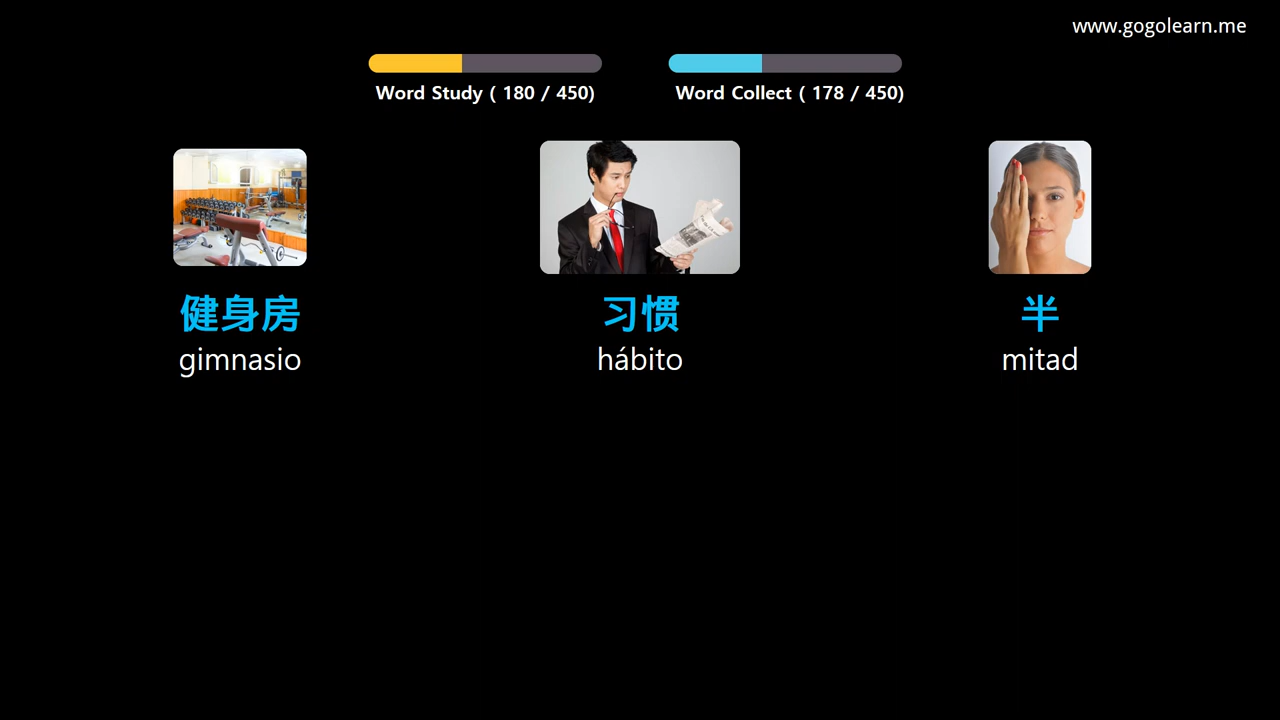 www.gogolearn.me
Word Study ( 180 / 450)
Word Collect ( 178 / 450)
健身房
gimnasio
习惯
hábito
半
mitad